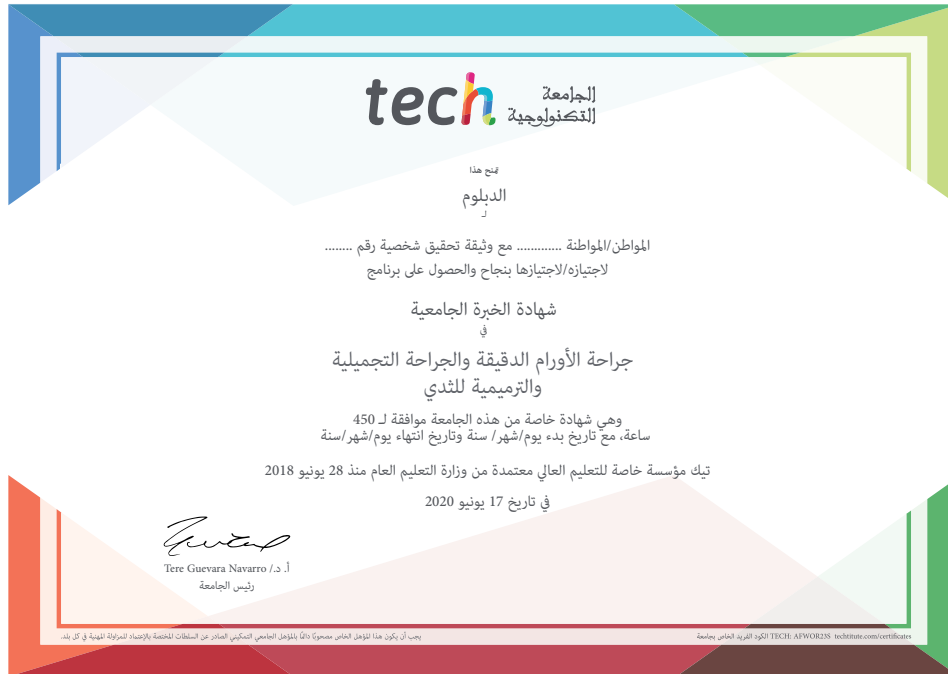 tech الجامعة
التكنولوجية
تمنح هذا
الدبلوم
لـ
المواطن/المواطنة ............. مع وثيقة تحقيق شخصية رقم ........
لاجتيازه/لاجتيازها بنجاح والحصول على برنامج
شهادة الخبرة الجامعية
في
جراحة الأورام الدقيقة والجراحة التجميلية
والترميمية للثدي
وهي شهادة خاصة من هذه الجامعة موافقة لـ 450
ساعة، مع تاريخ بدء يوم/شهر/ سنة وتاريخ انتهاء يوم/شهر/سنة
تيك مؤسسة خاصة للتعليم العالي معتمدة من وزارة التعليم العام منذ 28 يونيو 2018
في تاريخ 17 يونيو 2020
أ. د./ Tere Guevara Navarro
رئيس الجامعة
يجب أن يكون هذا المؤهل الخاص مصحوبًا دائمًا بالمؤهل الجامعي التمكيني الصادر عن السلطات المختصة بالإعتماد للمزاولة المهنية في كل بلد.
الكود الفريد الخاص بجامعة TECH: AFWOR23S techtitute.com/certificates